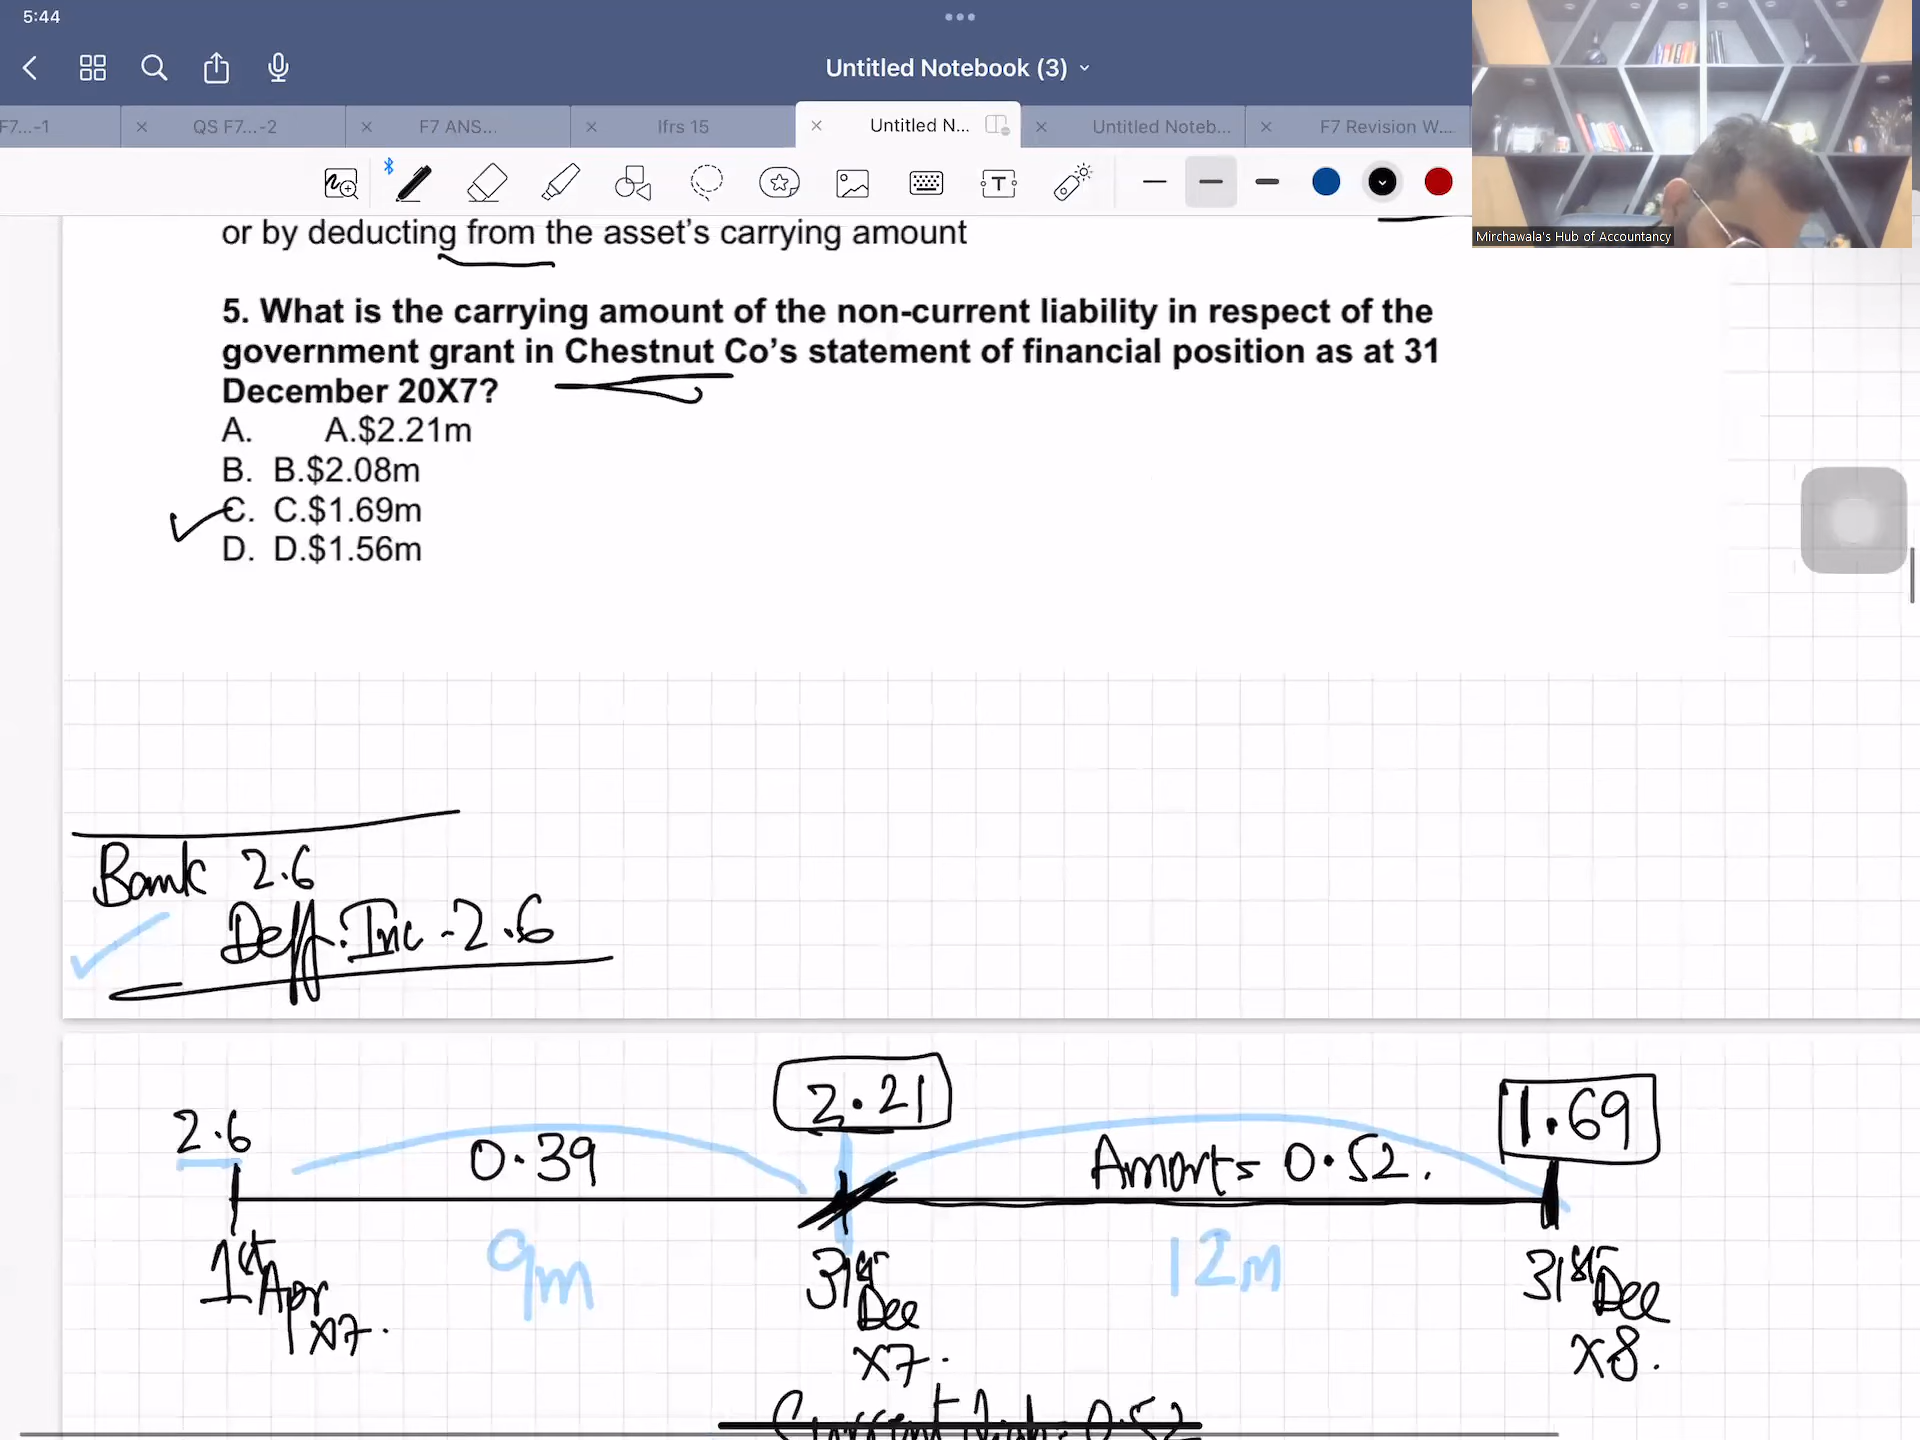 5:44
Untitled Notebook (3)
F7...-1
QS F7...-2
F7 ANS...
Ifrs 15
Untitled N...
Untitled Noteb...
F7 Revision W...
Mirchawala's Hub of Accountancy
or by deducting from the asset's carrying amount
5. What is the carrying amount of the non-current liability in respect of the
government grant in Chestnut Co's statement of financial position as at 31
December 20X7?
A. A.$2.21m
B. B.$2.08m
C. C.$1.69m
D. D.$1.56m
Bank 2.6
Deff. Inc - 2.6
2.6
0.39
2.21
Amort = 0.52.
1.69
1st Apr X7.
9m
31st Dec X7.
12m
31st Dec X8.